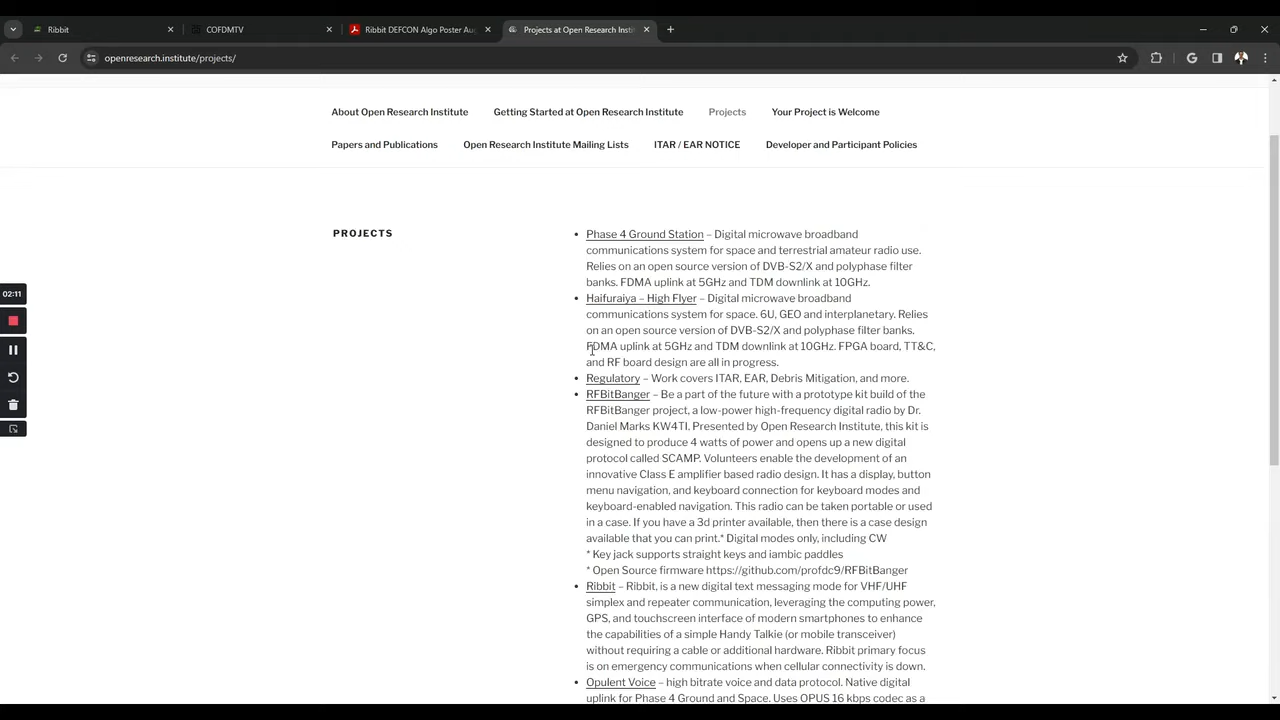 Ribbit
COFDMTV
Ribbit DEFCON Algo Poster Au
Projects at Open Research Insti
openresearch.institute/projects/
About Open Research Institute
Getting Started at Open Research Institute
Projects
Your Project is Welcome
Papers and Publications
Open Research Institute Mailing Lists
ITAR / EAR NOTICE
Developer and Participant Policies
PROJECTS
Phase 4 Ground Station – Digital microwave broadband
communications system for space and terrestrial amateur radio use.
Relies on an open source version of DVB-S2/X and polyphase filter
banks. FDMA uplink at 5GHz and TDM downlink at 10GHz.
Haifuraiya – High Flyer – Digital microwave broadband
communications system for space. 6U, GEO and interplanetary. Relies
on an open source version of DVB-S2/X and polyphase filter banks.
FDMA uplink at 5GHz and TDM downlink at 10GHz. FPGA board, TT&C,
and RF board design are all in progress.
Regulatory – Work covers ITAR, EAR, Debris Mitigation, and more.
RFBitBanger – Be a part of the future with a prototype kit build of the
RFBitBanger project, a low-power high-frequency digital radio by Dr.
Daniel Marks KW4TI. Presented by Open Research Institute, this kit is
designed to produce 4 watts of power and opens up a new digital
protocol called SCAMP. Volunteers enable the development of an
innovative Class E amplifier based radio design. It has a display, button
menu navigation, and keyboard connection for keyboard modes and
keyboard-enabled navigation. This radio can be taken portable or used
in a case. If you have a 3d printer available, then there is a case design
available that you can print.* Digital modes only, including CW
* Key jack supports straight keys and iambic paddles
* Open Source firmware https://github.com/profdc9/RFBitBanger
Ribbit – Ribbit, is a new digital text messaging mode for VHF/UHF
simplex and repeater communication, leveraging the computing power,
GPS, and touchscreen interface of modern smartphones to enhance
the capabilities of a simple Handy Talkie (or mobile transceiver)
without requiring a cable or additional hardware. Ribbit primary focus
is on emergency communications when cellular connectivity is down.
Opulent Voice – high bitrate voice and data protocol. Native digital
uplink for Phase 4 Ground and Space. Uses OPUS 16 kbps codec as a
02:11